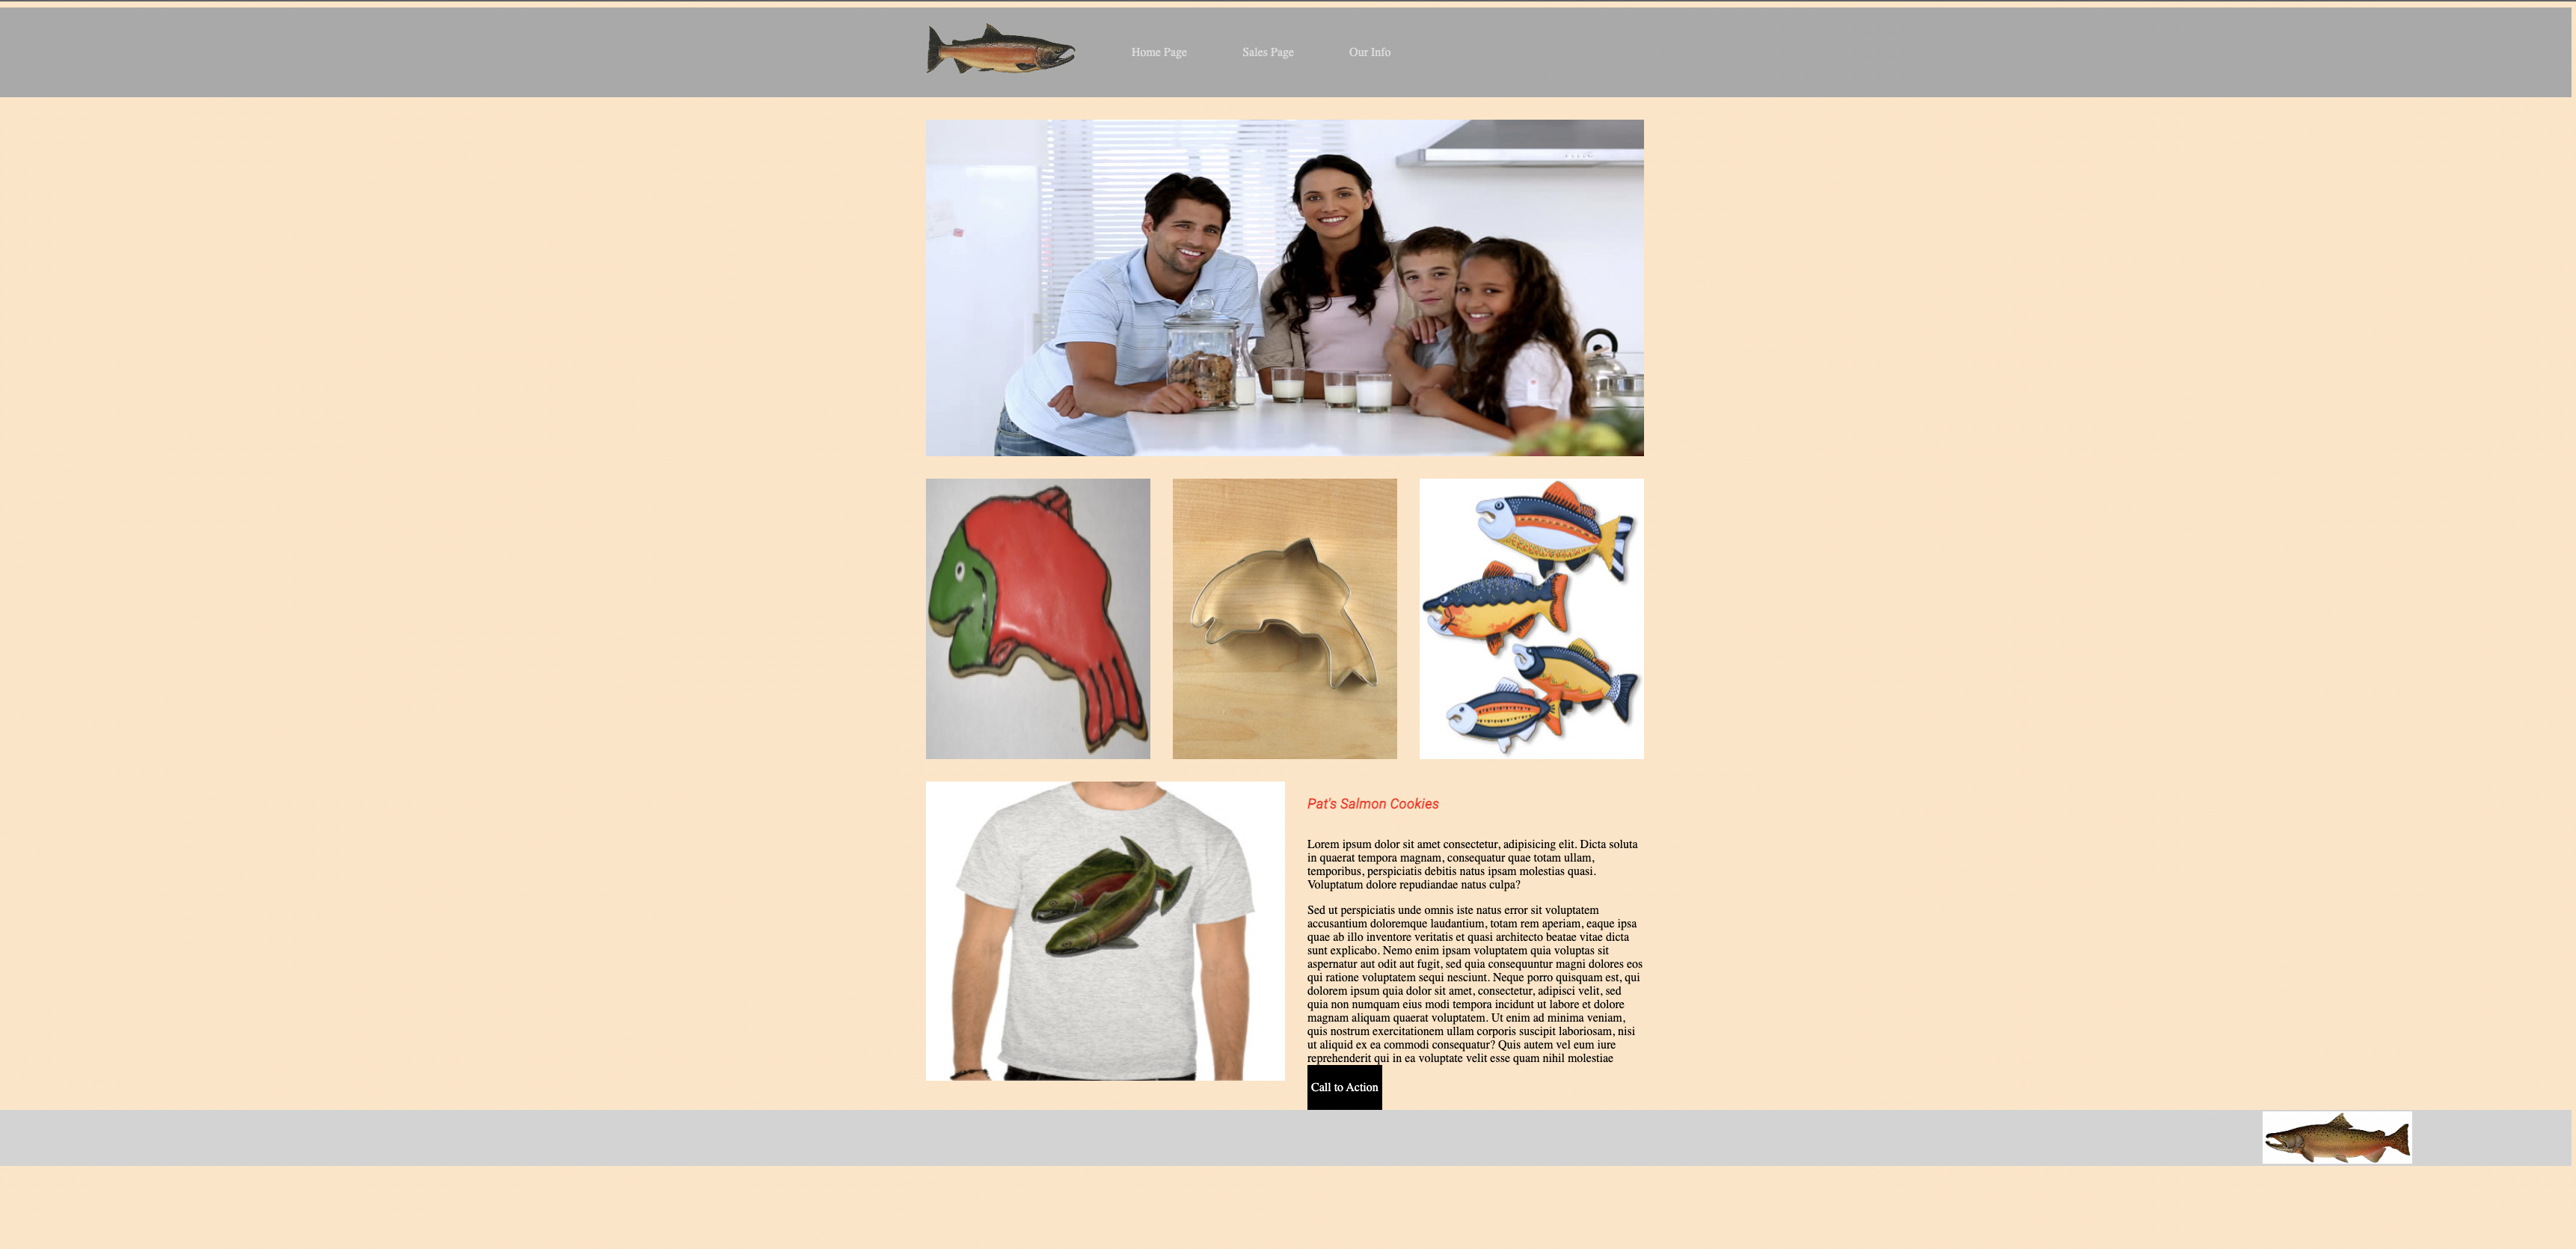 Home Page Sales Page Our Info
Pat's Salmon Cookies
Lorem ipsum dolor sit amet consectetur, adipisicing elit. Dicta soluta
in quaerat tempora magnam, consequatur quae totam ullam,
temporibus, perspiciatis debitis natus ipsam molestias quasi.
Voluptatum dolore repudiandae natus culpa?
Sed ut perspiciatis unde omnis iste natus error sit voluptatem
accusantium doloremque laudantium, totam rem aperiam, eaque ipsa
quae ab illo inventore veritatis et quasi architecto beatae vitae dicta
sunt explicabo. Nemo enim ipsam voluptatem quia voluptas sit
aspernatur aut odit aut fugit, sed quia consequuntur magni dolores eos
qui ratione voluptatem sequi nesciunt. Neque porro quisquam est, qui
dolorem ipsum quia dolor sit amet, consectetur, adipisci velit, sed
quia non numquam eius modi tempora incidunt ut labore et dolore
magnam aliquam quaerat voluptatem. Ut enim ad minima veniam,
quis nostrum exercitationem ullam corporis suscipit laboriosam, nisi
ut aliquid ex ea commodi consequatur? Quis autem vel eum iure
reprehenderit qui in ea voluptate velit esse quam nihil molestiae
Call to Action